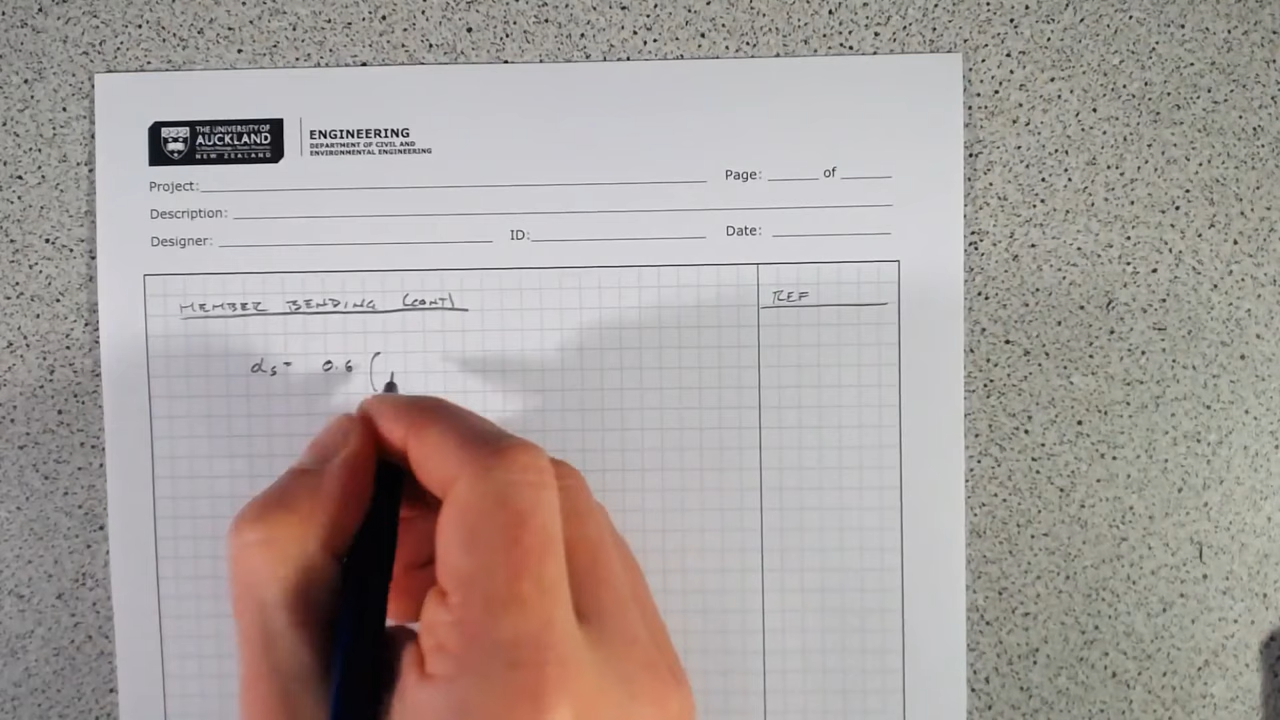 THE UNIVERSITY OF
AUCKLAND
NEW ZEALAND
ENGINEERING
DEPARTMENT OF CIVIL AND
ENVIRONMENTAL ENGINEERING
Project:
Page: of
Description:
Designer: ID: Date:
MEMBER BENDING (CONT)
REF
αs = 0.6 (